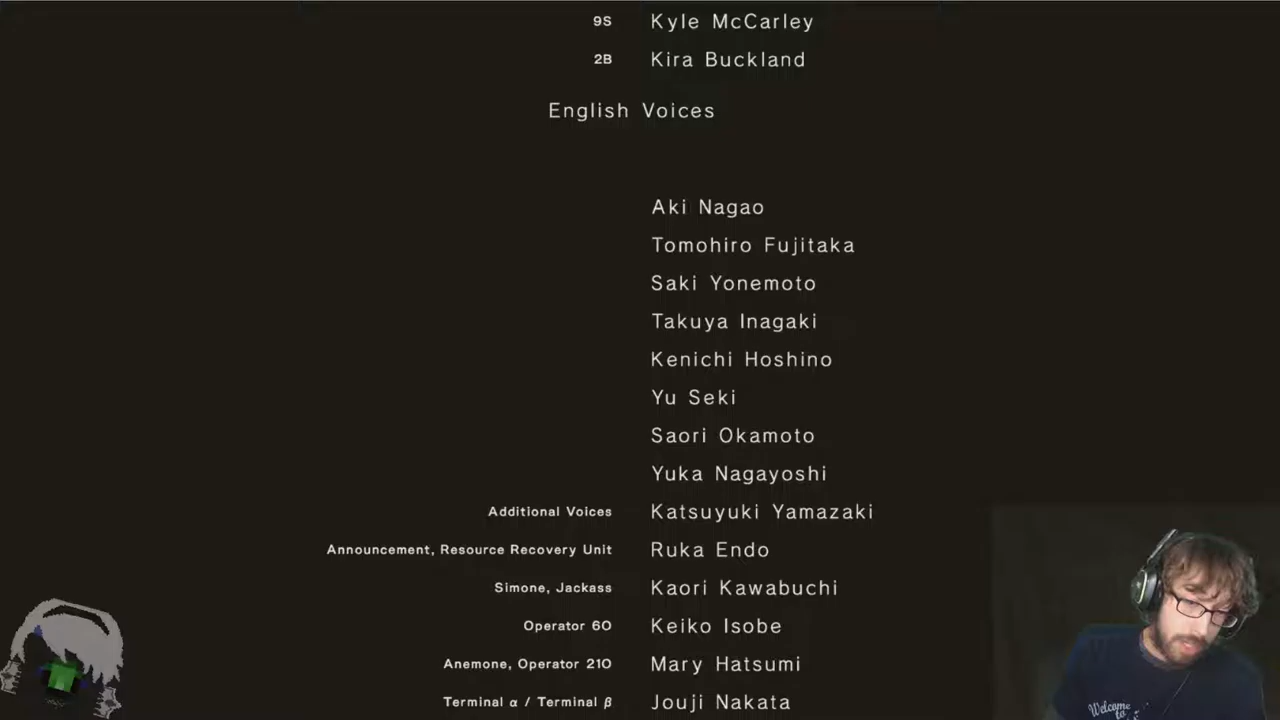 9S Kyle McCarley
2B Kira Buckland
English Voices
Aki Nagao
Tomohiro Fujitaka
Saki Yonemoto
Takuya Inagaki
Kenichi Hoshino
Yu Seki
Saori Okamoto
Yuka Nagayoshi
Additional Voices Katsuyuki Yamazaki
Announcement, Resource Recovery Unit Ruka Endo
Simone, Jackass Kaori Kawabuchi
Operator 6O Keiko Isobe
Anemone, Operator 21O Mary Hatsumi
Terminal α / Terminal β Jouji Nakata
Welcome
to